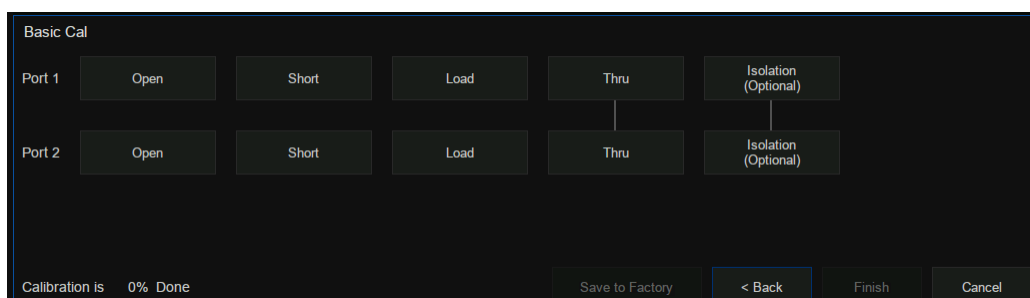 Basic Cal
Port 1 Open Short Load Thru Isolation
(Optional)
Port 2 Open Short Load Thru Isolation
(Optional)
Calibration is 0% Done Save to Factory < Back Finish Cancel